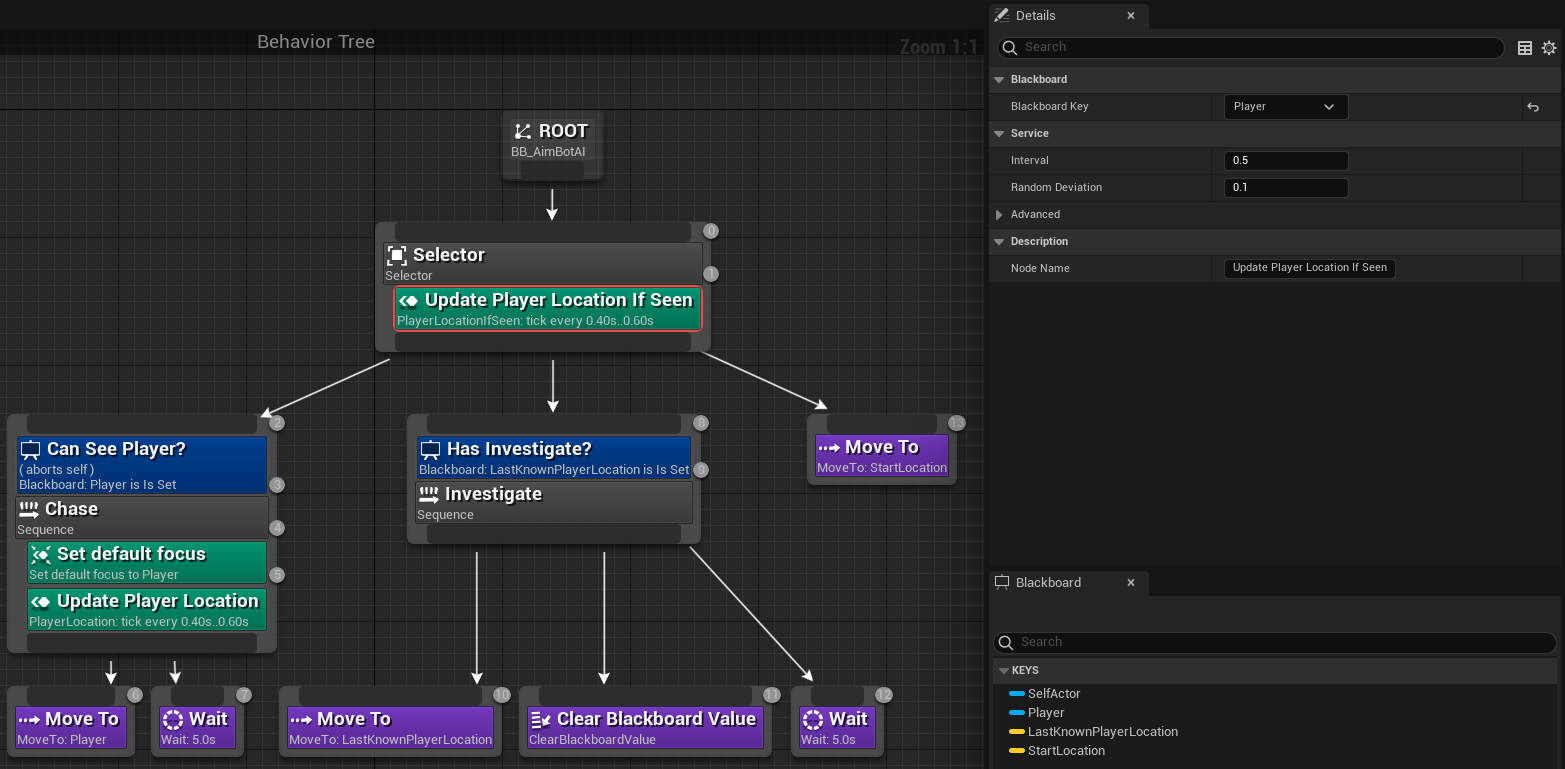 Behavior Tree
Zoom 1:1
ROOT
BB_AimBotAI
0
Selector
Selector
1
Update Player Location If Seen
PlayerLocationIfSeen: tick every 0.40s..0.60s
2
Can See Player?
( aborts self )
Blackboard: Player is Is Set
3
Chase
Sequence
4
Set default focus
Set default focus to Player
5
Update Player Location
PlayerLocation: tick every 0.40s..0.60s
8
Has Investigate?
Blackboard: LastKnownPlayerLocation is Is Set
9
Investigate
Sequence
13
Move To
MoveTo: StartLocation
6
Move To
MoveTo: Player
7
Wait
Wait: 5.0s
10
Move To
MoveTo: LastKnownPlayerLocation
11
Clear Blackboard Value
ClearBlackboardValue
12
Wait
Wait: 5.0s
Details
Search
Blackboard
Blackboard Key
Player
Service
Interval
0.5
Random Deviation
0.1
Advanced
Description
Node Name
Update Player Location If Seen
Blackboard
Search
KEYS
SelfActor
Player
LastKnownPlayerLocation
StartLocation